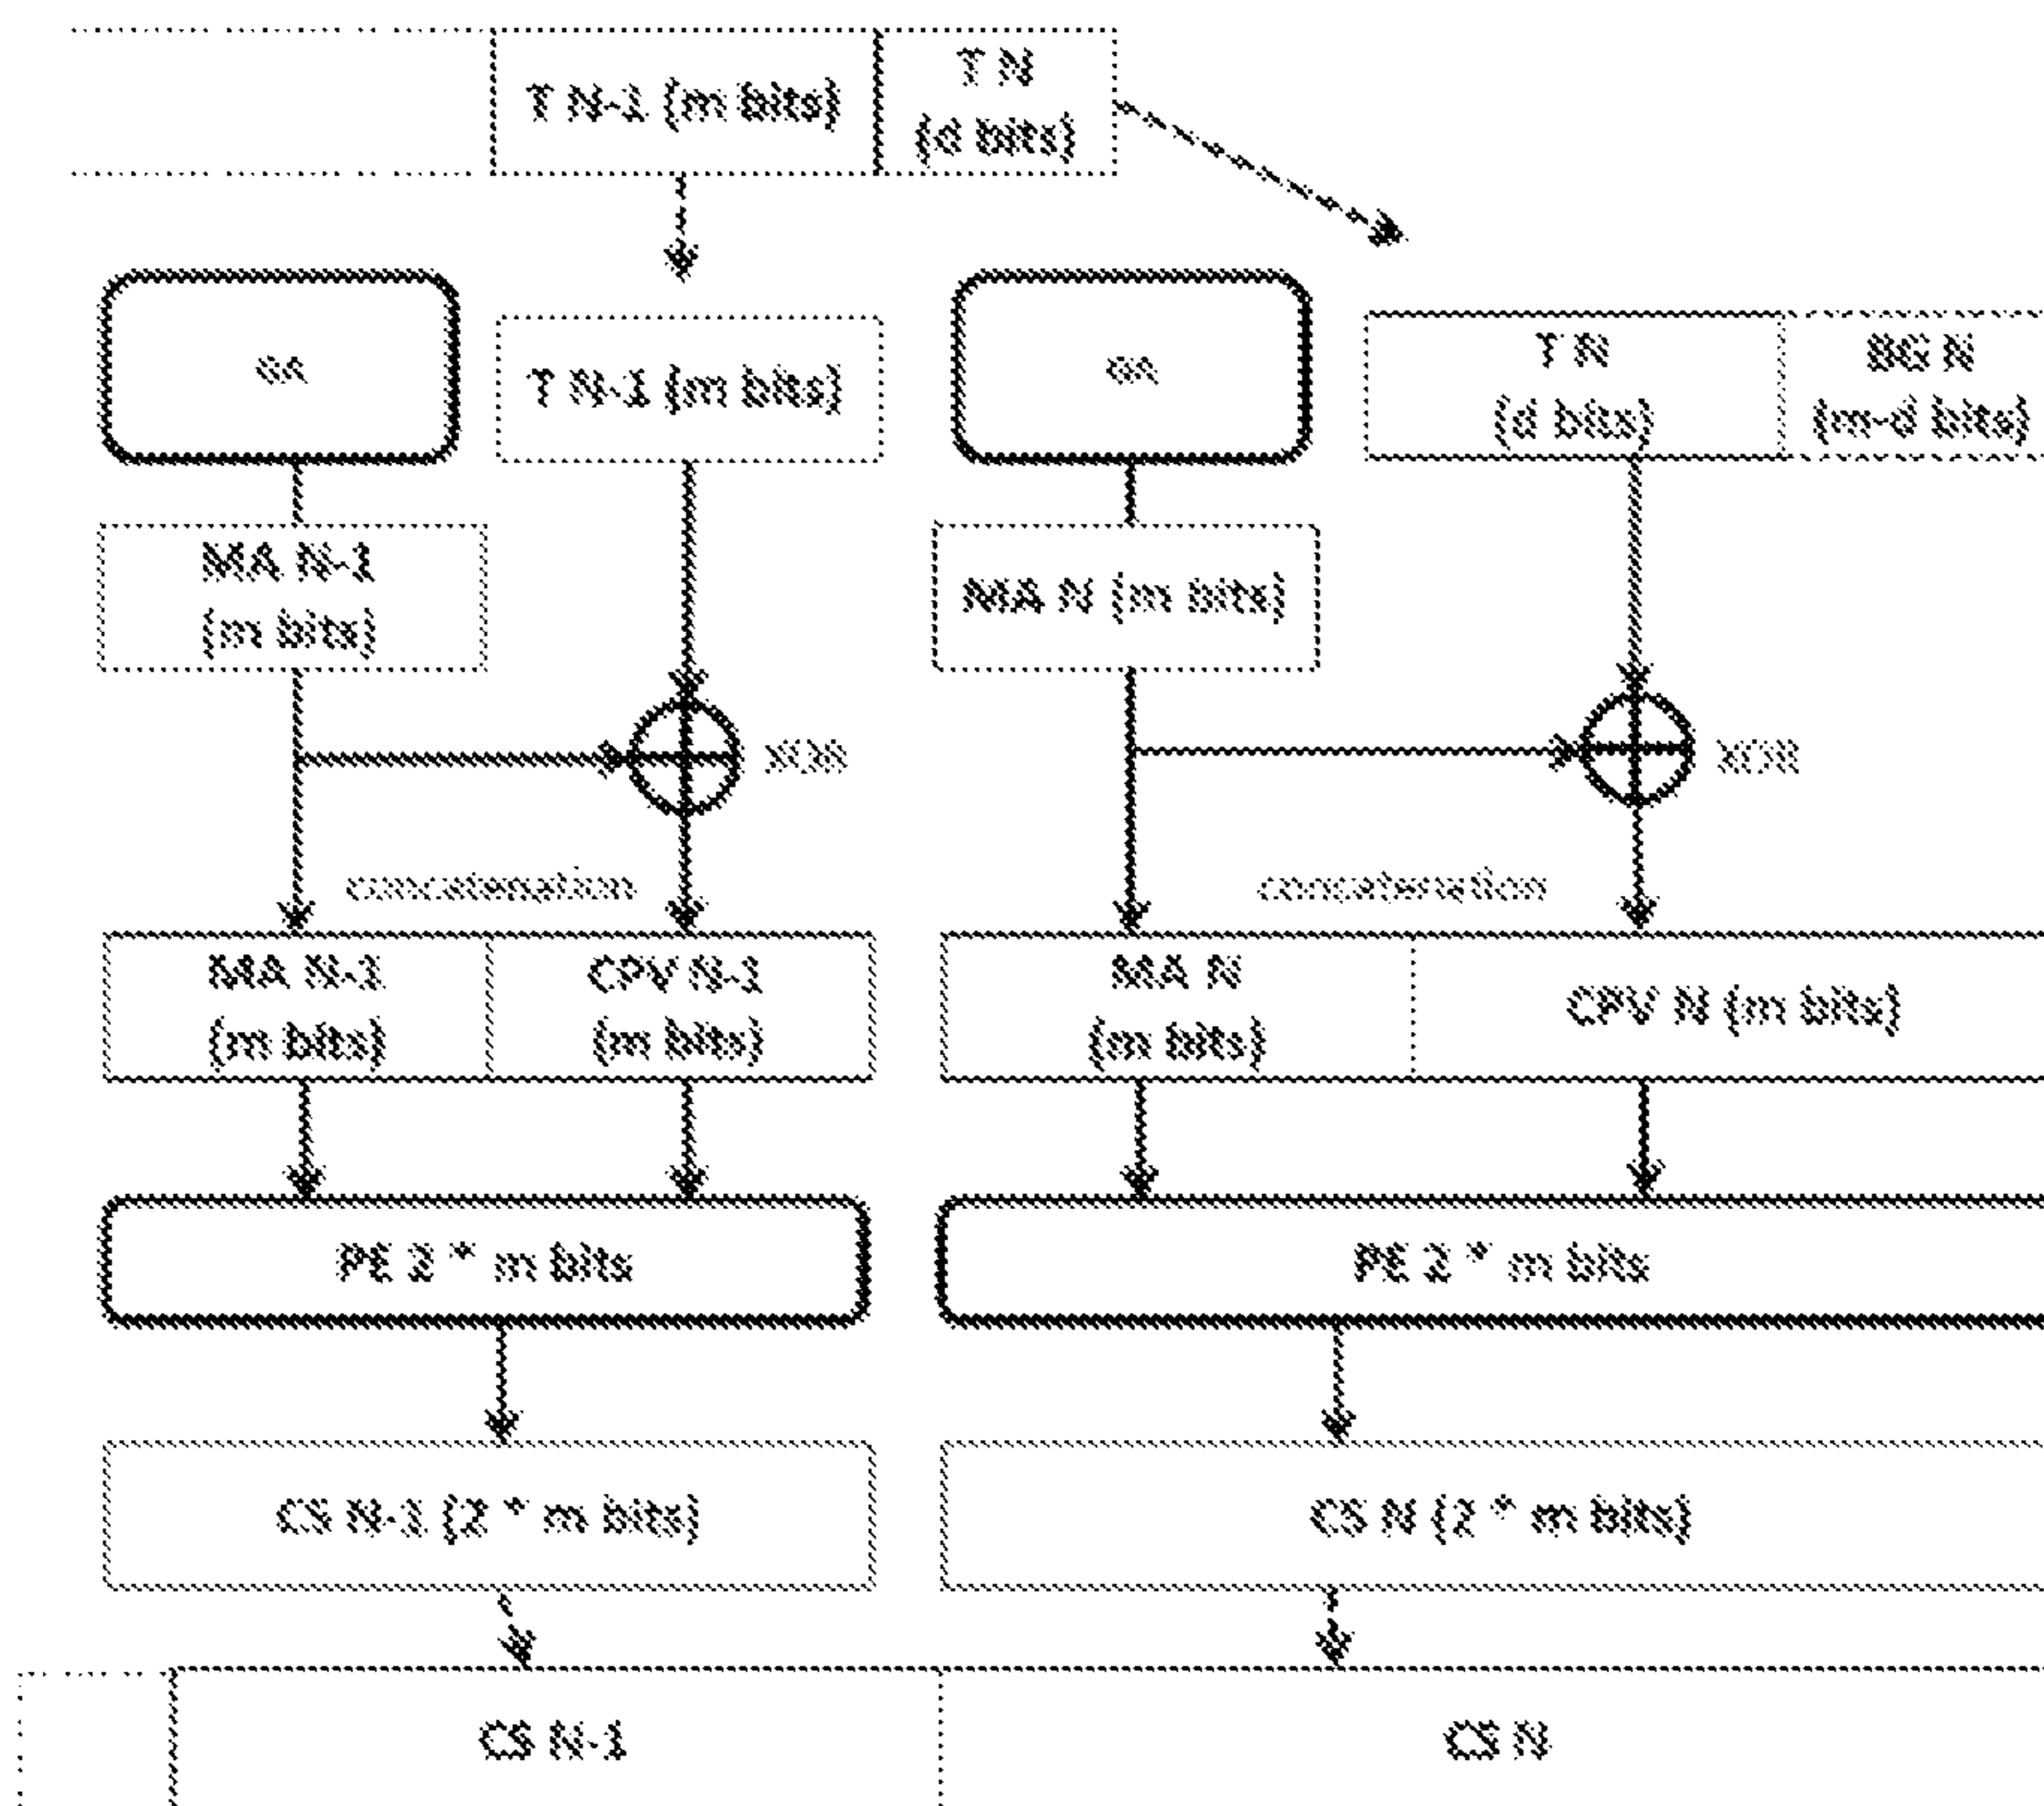 T N-1 (m bits)
T N
(d bits)
GA
T N-1 (m bits)
GA
T N
(d bits)
BG N
(m-d bits)
MA N-1
(m bits)
MA N (m bits)
XOR
XOR
concatenation
concatenation
MA N-1
(m bits)
CPV N-1
(m bits)
MA N
(m bits)
CPV N (m bits)
PE 2 * m bits
PE 2 * m bits
CS N-1 (2 * m bits)
CS N (2 * m bits)
CS N-1
CS N